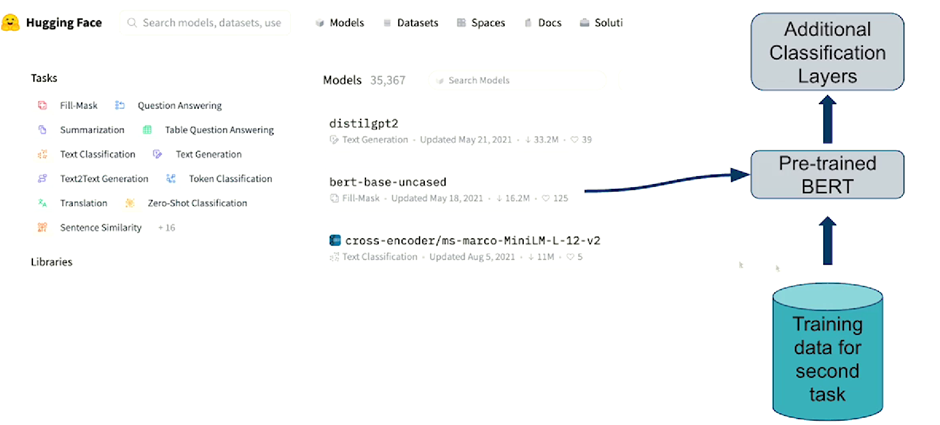 Hugging Face
Search models, datasets, use
Models
Datasets
Spaces
Docs
Soluti
Tasks
Fill-Mask
Question Answering
Summarization
Table Question Answering
Text Classification
Text Generation
Text2Text Generation
Token Classification
Translation
Zero-Shot Classification
Sentence Similarity
+ 16
Libraries
Models 35,367
Search Models
distilgpt2
Text Generation • Updated May 21, 2021 • ↓ 33.2M • ♡ 39
bert-base-uncased
Fill-Mask • Updated May 18, 2021 • ↓ 16.2M • ♡ 125
cross-encoder/ms-marco-MiniLM-L-12-v2
Text Classification • Updated Aug 5, 2021 • ↓ 11M • ♡ 5
Additional
Classification
Layers
Pre-trained
BERT
Training
data for
second
task